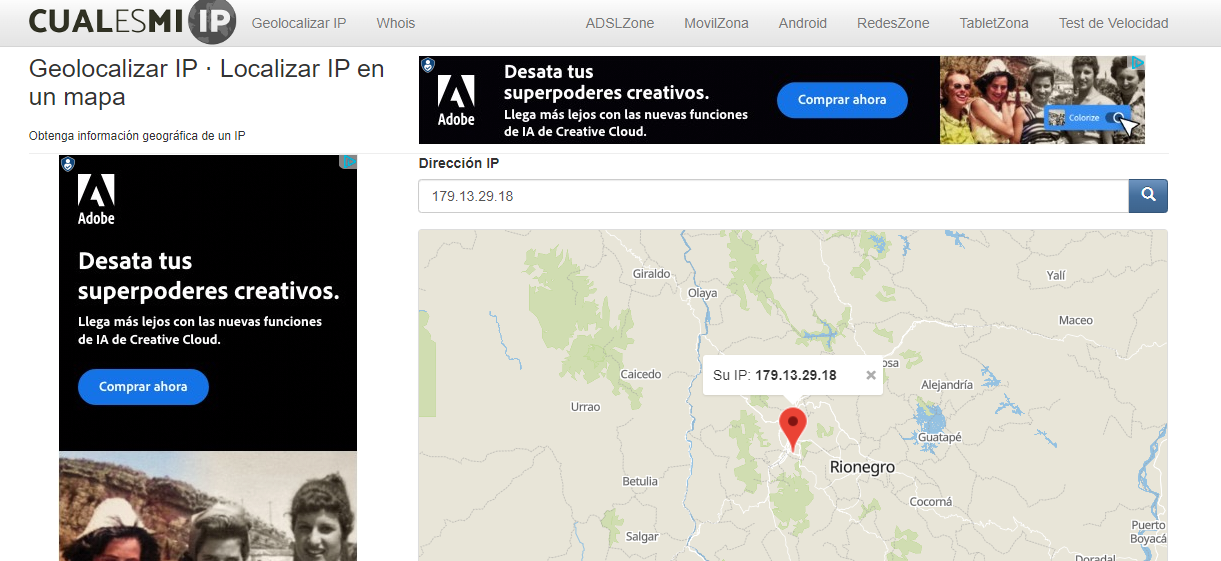 CUALESMI IP
Geolocalizar IP
Whois
ADSLZone
MovilZona
Android
RedesZone
TabletZona
Test de Velocidad
Geolocalizar IP · Localizar IP en
un mapa
Obtenga información geográfica de un IP
Adobe
Desata tus
superpoderes creativos.
Llega más lejos con las nuevas funciones
de IA de Creative Cloud.
Comprar ahora
Colorize
Adobe
Desata tus
superpoderes creativos.
Llega más lejos con las nuevas funciones
de IA de Creative Cloud.
Comprar ahora
Dirección IP
179.13.29.18
Giraldo
Olaya
Yalí
Maceo
osa
Su IP: 179.13.29.18 ×
Caicedo
Alejandría
Urrao
Guatapé
Rionegro
Betulia
Cocorná
Salgar
Puerto
Boyacá
Doradal